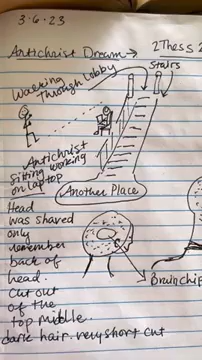 3-6-23
Antichrist Dream
2Thess 2
Stairs
Walking
through Lobby
Antichrist
sitting working
on laptop
Another Place
Head
was shaved
only
remember
back of
head.
cut out
of the
top middle.
dark hair. very short cut
Brainchip